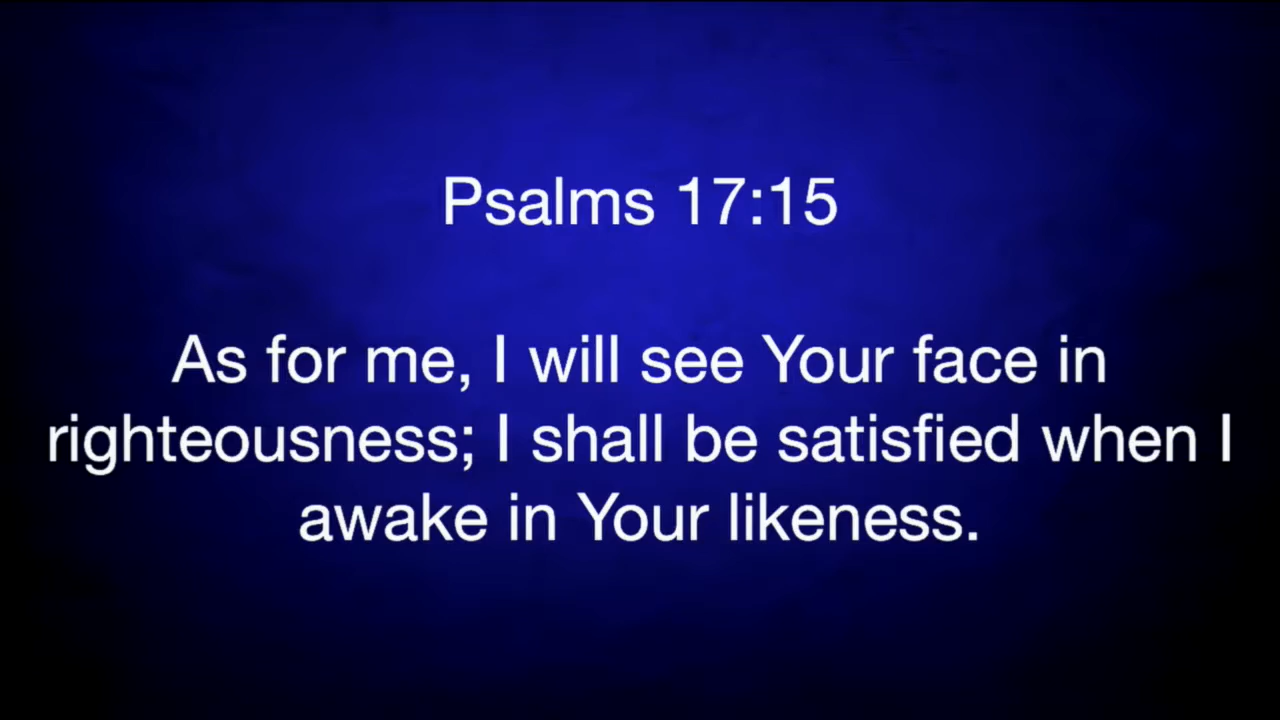 Psalms 17:15
As for me, I will see Your face in
righteousness; I shall be satisfied when I
awake in Your likeness.